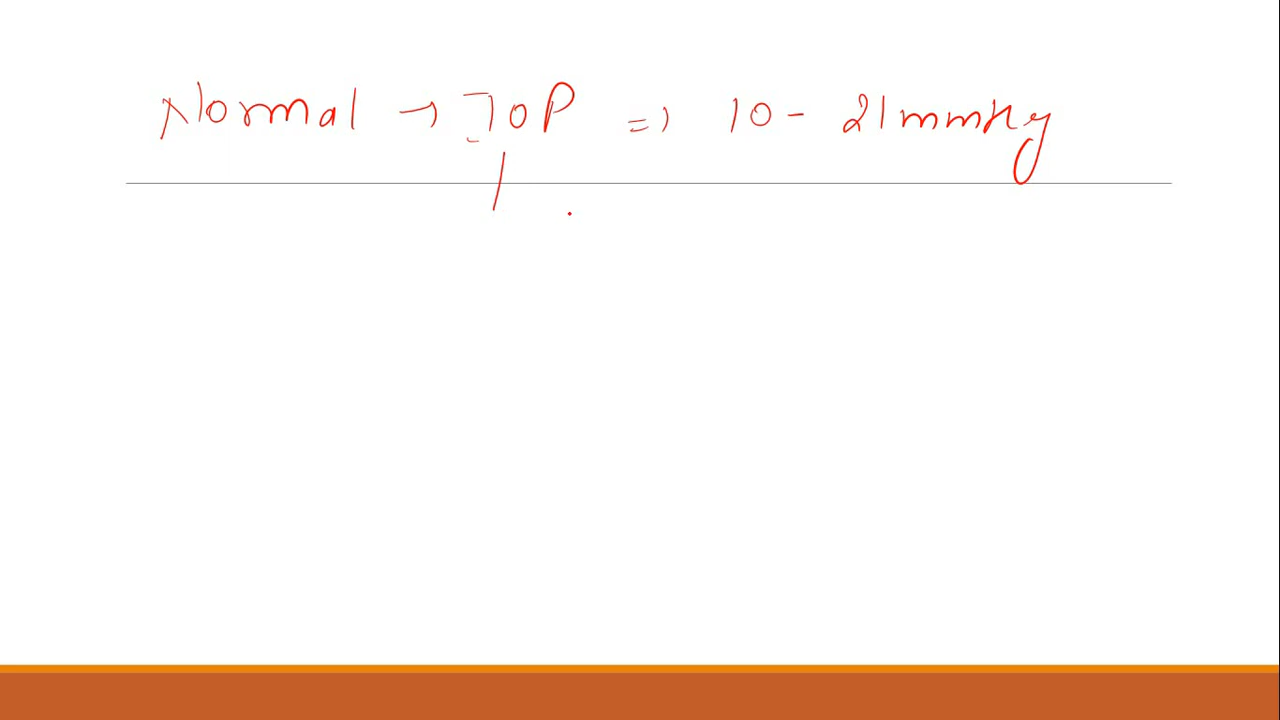 Normal → IOP => 10 - 21mmHg